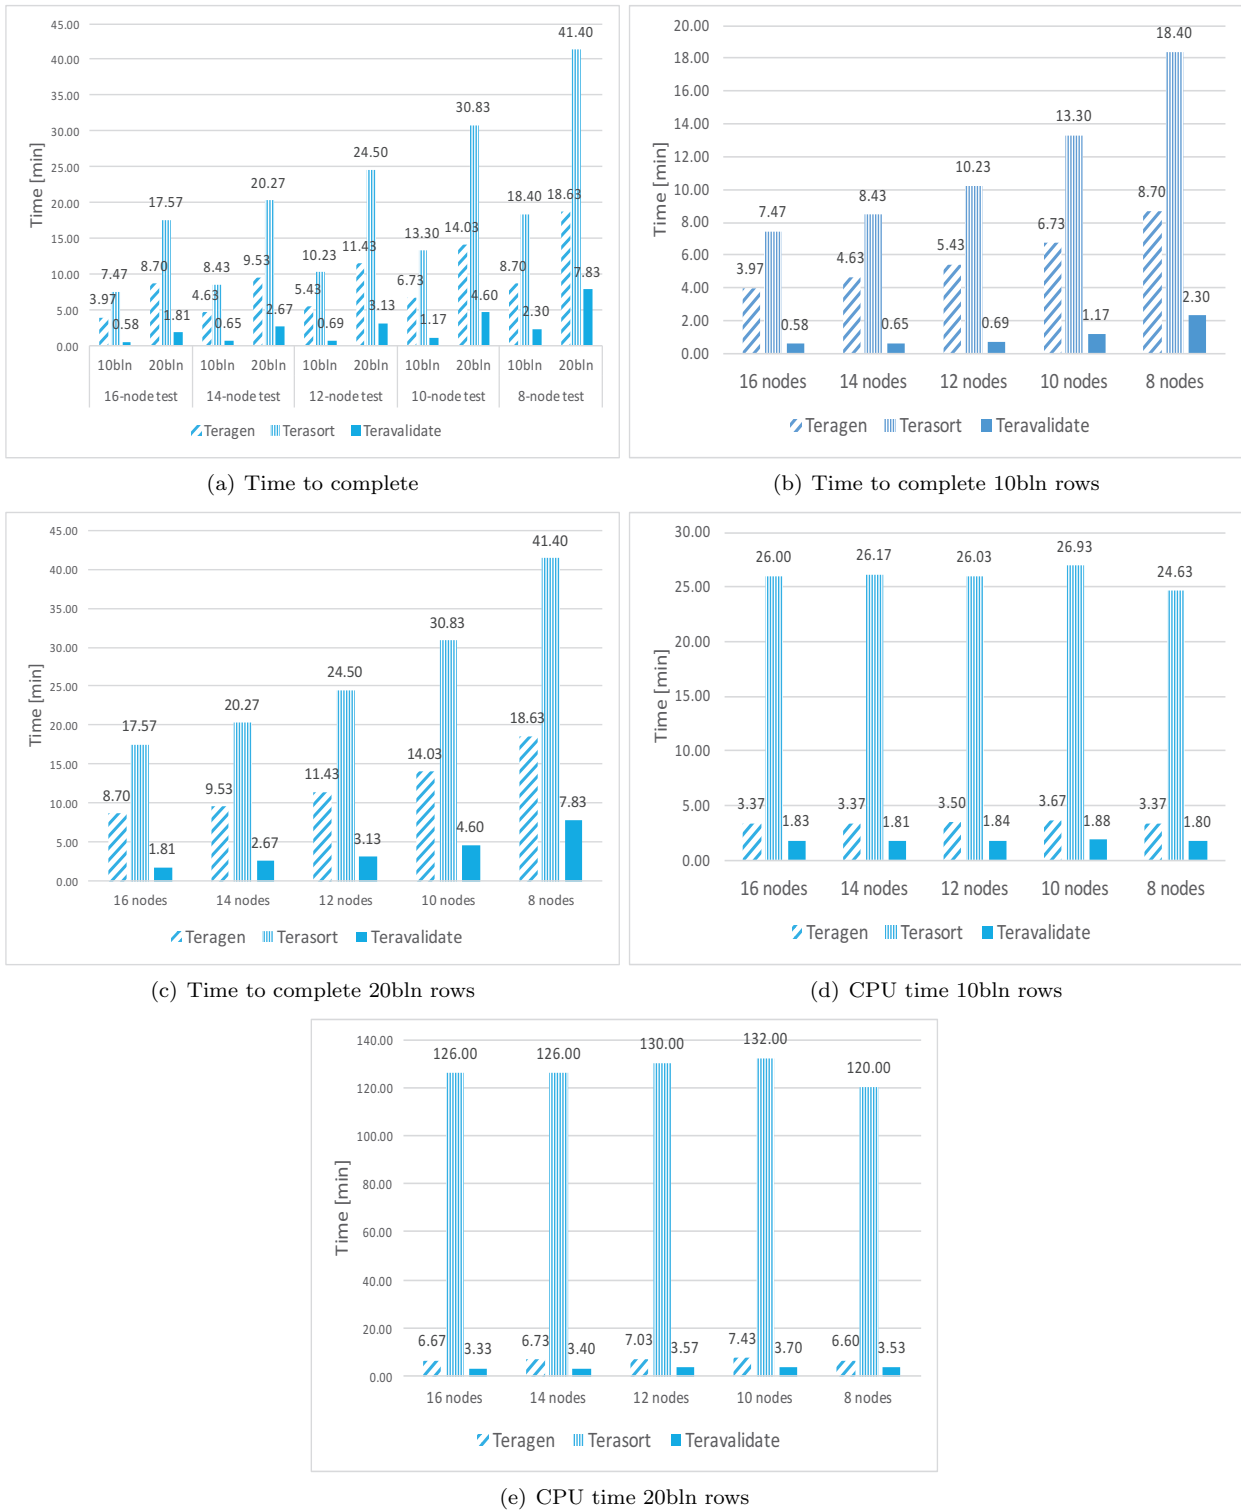 45.00
40.00
35.00
30.00
25.00
20.00
15.00
10.00
5.00
0.00
Time [min]
3.97 7.47 0.58 8.70 17.57 1.81 4.63 8.43 0.65 9.53 20.27 2.67 5.43 10.23 0.69 11.43 24.50 3.13 6.73 13.30 1.17 14.03 30.83 4.60 8.70 18.40 2.30 18.63 41.40 7.83
10bln 20bln 10bln 20bln 10bln 20bln 10bln 20bln 10bln 20bln
16-node test 14-node test 12-node test 10-node test 8-node test
Teragen Terasort Teravalidate
(a) Time to complete
20.00
18.00
16.00
14.00
12.00
10.00
8.00
6.00
4.00
2.00
0.00
Time [min]
3.97 7.47 0.58 4.63 8.43 0.65 5.43 10.23 0.69 6.73 13.30 1.17 8.70 18.40 2.30
16 nodes 14 nodes 12 nodes 10 nodes 8 nodes
Teragen Terasort Teravalidate
(b) Time to complete 10bln rows
45.00
40.00
35.00
30.00
25.00
20.00
15.00
10.00
5.00
0.00
Time [min]
8.70 17.57 1.81 9.53 20.27 2.67 11.43 24.50 3.13 14.03 30.83 4.60 18.63 41.40 7.83
16 nodes 14 nodes 12 nodes 10 nodes 8 nodes
Teragen Terasort Teravalidate
(c) Time to complete 20bln rows
30.00
25.00
20.00
15.00
10.00
5.00
0.00
Time [min]
3.37 26.00 1.83 3.37 26.17 1.81 3.50 26.03 1.84 3.67 26.93 1.88 3.37 24.63 1.80
16 nodes 14 nodes 12 nodes 10 nodes 8 nodes
Teragen Terasort Teravalidate
(d) CPU time 10bln rows
140.00
120.00
100.00
80.00
60.00
40.00
20.00
0.00
Time [min]
6.67 126.00 3.33 6.73 126.00 3.40 7.03 130.00 3.57 7.43 132.00 3.70 6.60 120.00 3.53
16 nodes 14 nodes 12 nodes 10 nodes 8 nodes
Teragen Terasort Teravalidate
(e) CPU time 20bln rows